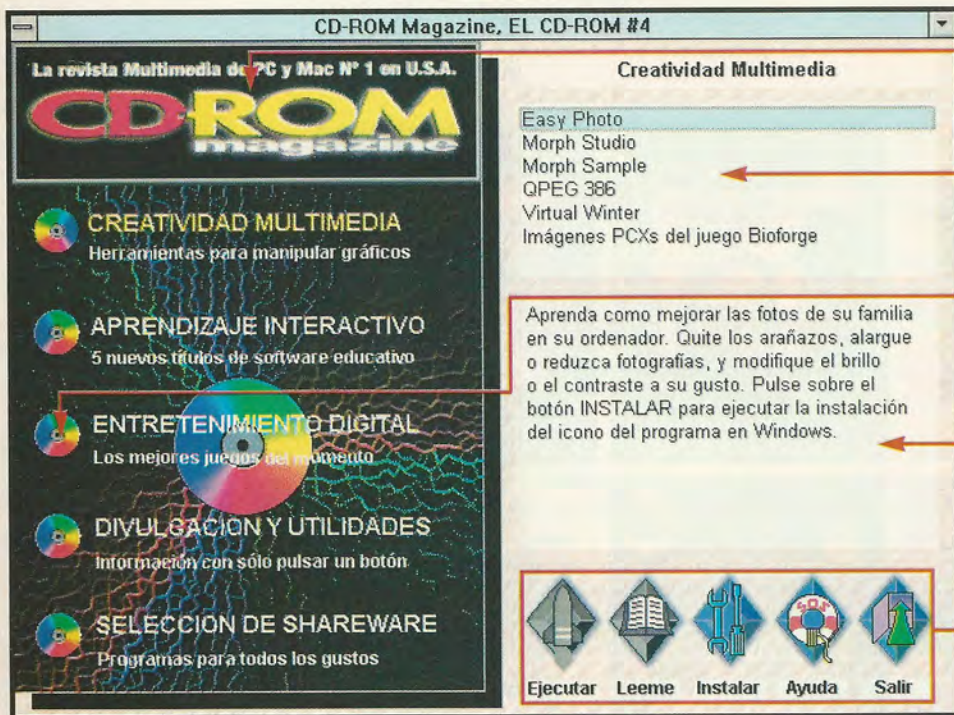 CD-ROM Magazine, EL CD-ROM #4
La revista Multimedia de PC y Mac Nº 1 en U.S.A.
CD-ROM
magazine
CREATIVIDAD MULTIMEDIA
Herramientas para manipular gráficos
APRENDIZAJE INTERACTIVO
5 nuevos títulos de software educativo
ENTRETENIMIENTO DIGITAL
Los mejores juegos del momento
DIVULGACION Y UTILIDADES
Información con sólo pulsar un botón
SELECCION DE SHAREWARE
Programas para todos los gustos
Creatividad Multimedia
Easy Photo
Morph Studio
Morph Sample
QPEG 386
Virtual Winter
Imágenes PCXs del juego Bioforge
Aprenda como mejorar las fotos de su familia
en su ordenador. Quite los arañazos, alargue
o reduzca fotografías, y modifique el brillo
o el contraste a su gusto. Pulse sobre el
botón INSTALAR para ejecutar la instalación
del icono del programa en Windows.
SOS
Ejecutar Leeme Instalar Ayuda Salir